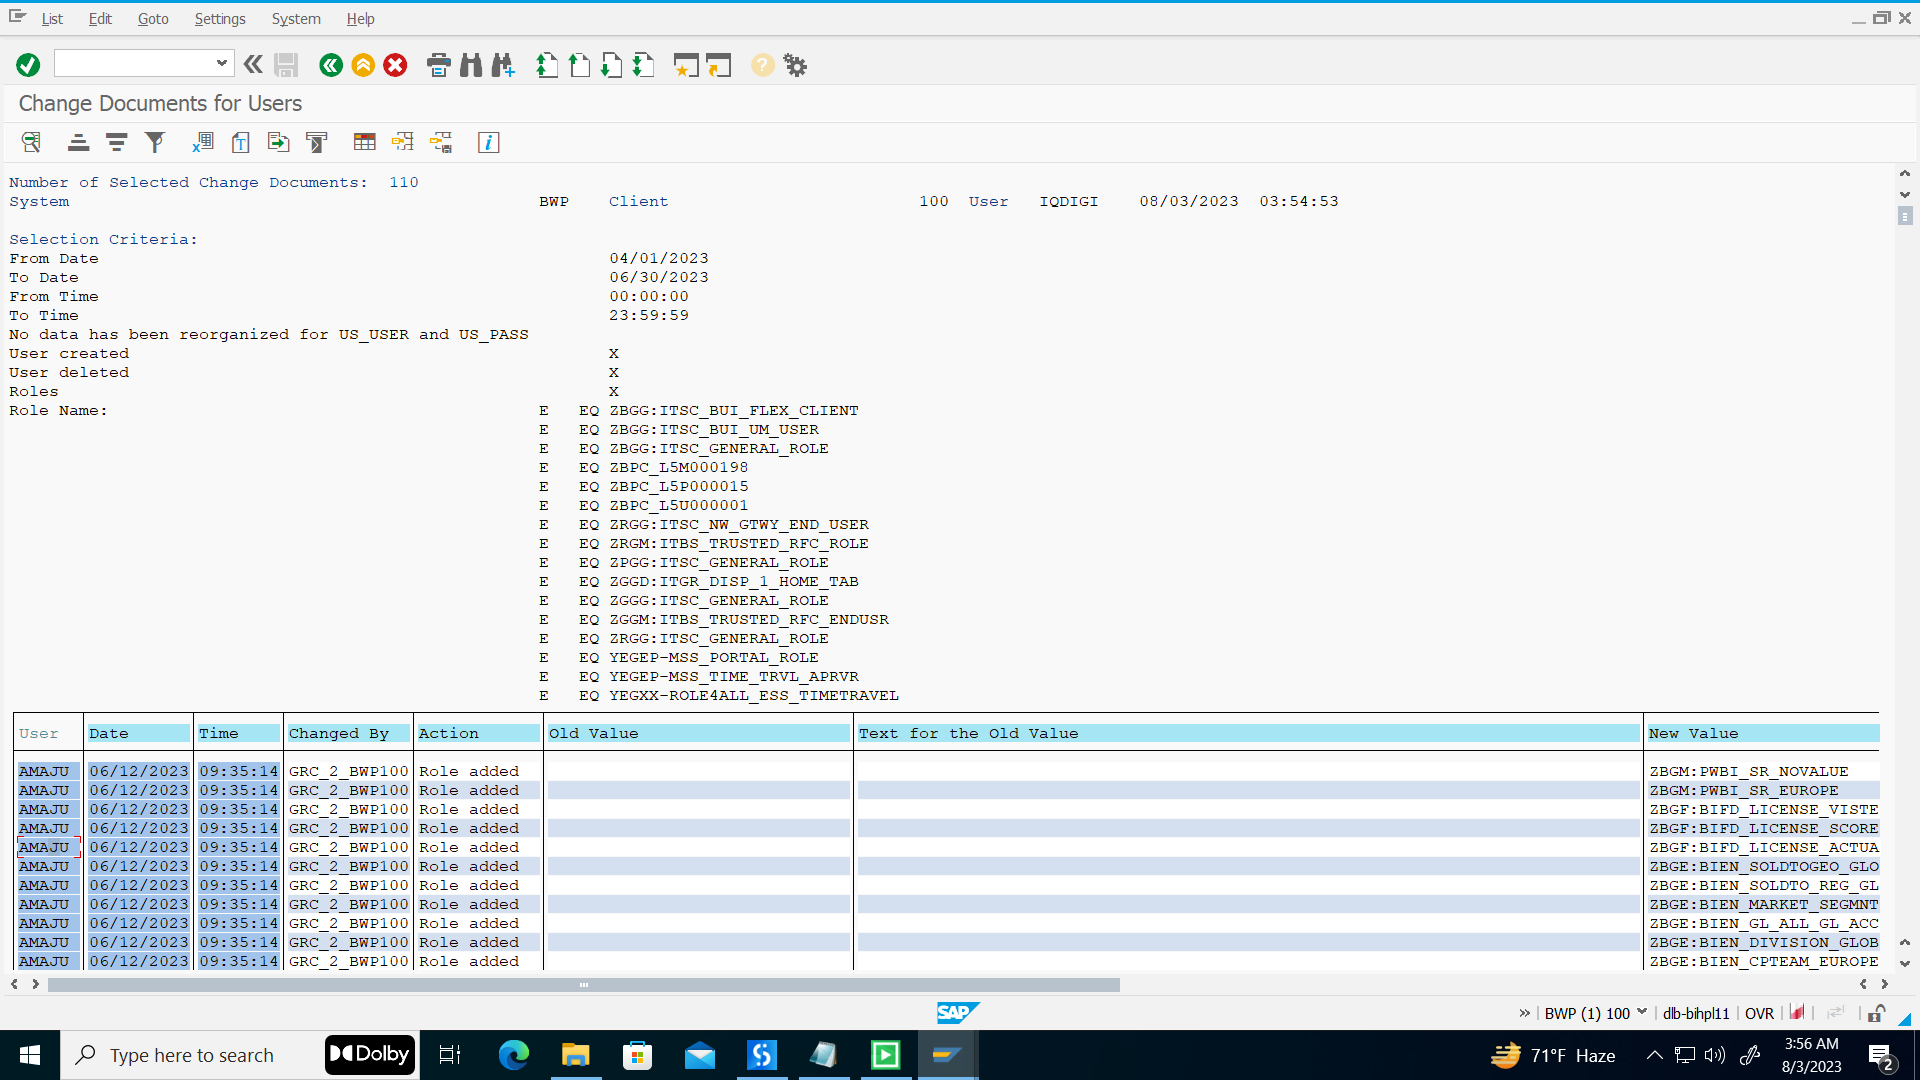 List Edit Goto Settings System Help
Change Documents for Users
Number of Selected Change Documents: 110
System BWP Client 100 User IQDIGI 08/03/2023 03:54:53
Selection Criteria:
From Date 04/01/2023
To Date 06/30/2023
From Time 00:00:00
To Time 23:59:59
No data has been reorganized for US_USER and US_PASS
User created X
User deleted X
Roles X
Role Name: E EQ ZBGG:ITSC_BUI_FLEX_CLIENT
E EQ ZBGG:ITSC_BUI_UM_USER
E EQ ZBGG:ITSC_GENERAL_ROLE
E EQ ZBPC_L5M000198
E EQ ZBPC_L5P000015
E EQ ZBPC_L5U000001
E EQ ZRGG:ITSC_NW_GTWY_END_USER
E EQ ZRGM:ITBS_TRUSTED_RFC_ROLE
E EQ ZPGG:ITSC_GENERAL_ROLE
E EQ ZGGD:ITGR_DISP_1_HOME_TAB
E EQ ZGGG:ITSC_GENERAL_ROLE
E EQ ZGGM:ITBS_TRUSTED_RFC_ENDUSR
E EQ ZRGG:ITSC_GENERAL_ROLE
E EQ YEGEP-MSS_PORTAL_ROLE
E EQ YEGEP-MSS_TIME_TRVL_APRVR
E EQ YEGXX-ROLE4ALL_ESS_TIMETRAVEL
User Date Time Changed By Action Old Value Text for the Old Value New Value
AMAJU 06/12/2023 09:35:14 GRC_2_BWP100 Role added ZBGM:PWBI_SR_NOVALUE
AMAJU 06/12/2023 09:35:14 GRC_2_BWP100 Role added ZBGM:PWBI_SR_EUROPE
AMAJU 06/12/2023 09:35:14 GRC_2_BWP100 Role added ZBGF:BIFD_LICENSE_VISTE
AMAJU 06/12/2023 09:35:14 GRC_2_BWP100 Role added ZBGF:BIFD_LICENSE_SCORE
AMAJU 06/12/2023 09:35:14 GRC_2_BWP100 Role added ZBGF:BIFD_LICENSE_ACTUA
AMAJU 06/12/2023 09:35:14 GRC_2_BWP100 Role added ZBGE:BIEN_SOLDTOGEO_GLO
AMAJU 06/12/2023 09:35:14 GRC_2_BWP100 Role added ZBGE:BIEN_SOLDTO_REG_GL
AMAJU 06/12/2023 09:35:14 GRC_2_BWP100 Role added ZBGE:BIEN_MARKET_SEGMNT
AMAJU 06/12/2023 09:35:14 GRC_2_BWP100 Role added ZBGE:BIEN_GL_ALL_GL_ACC
AMAJU 06/12/2023 09:35:14 GRC_2_BWP100 Role added ZBGE:BIEN_DIVISION_GLOB
AMAJU 06/12/2023 09:35:14 GRC_2_BWP100 Role added ZBGE:BIEN_CPTEAM_EUROPE
SAP BWP (1) 100 dlb-bihpl11 OVR
Type here to search Dolby 71°F Haze 3:56 AM
8/3/2023 2